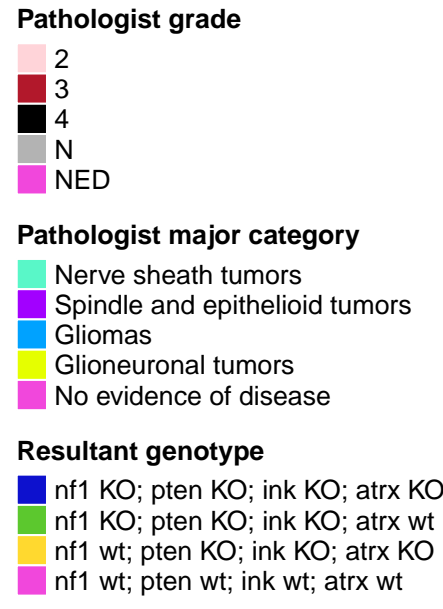 Pathologist grade
2
3
4
N
NED
Pathologist major category
Nerve sheath tumors
Spindle and epithelioid tumors
Gliomas
Glioneuronal tumors
No evidence of disease
Resultant genotype
nf1 KO; pten KO; ink KO; atrx KO
nf1 KO; pten KO; ink KO; atrx wt
nf1 wt; pten KO; ink KO; atrx KO
nf1 wt; pten wt; ink wt; atrx wt